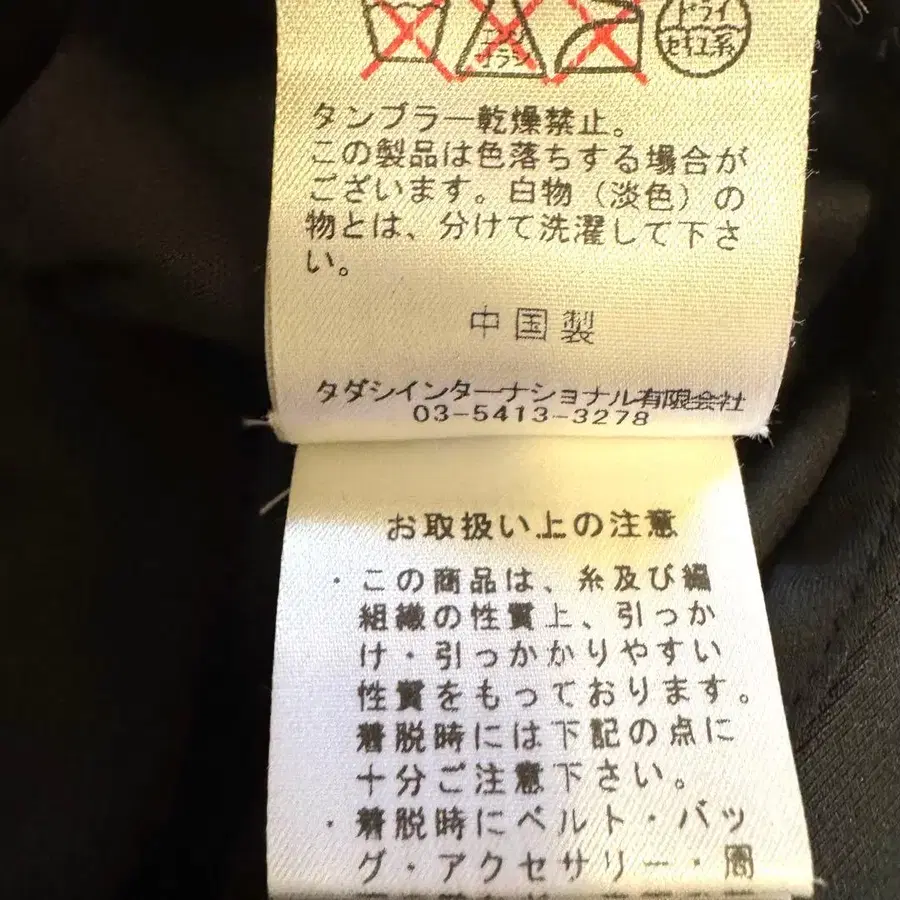 エンソ
サラシ
ドライ
セキユ系
タンブラー乾燥禁止。
この製品は色落ちする場合が
ございます。白物（淡色）の
物とは、分けて洗濯して下さ
い。
中国製
タダシインターナショナル有限会社
03-5413-3278
お取扱い上の注意
・この商品は、糸及び編
組織の性質上、引っか
け・引っかかりやすい
性質をもっております。
着脱時には下記の点に
十分ご注意下さい。
・着脱時にベルト・バッ
グ・アクセサリー・周